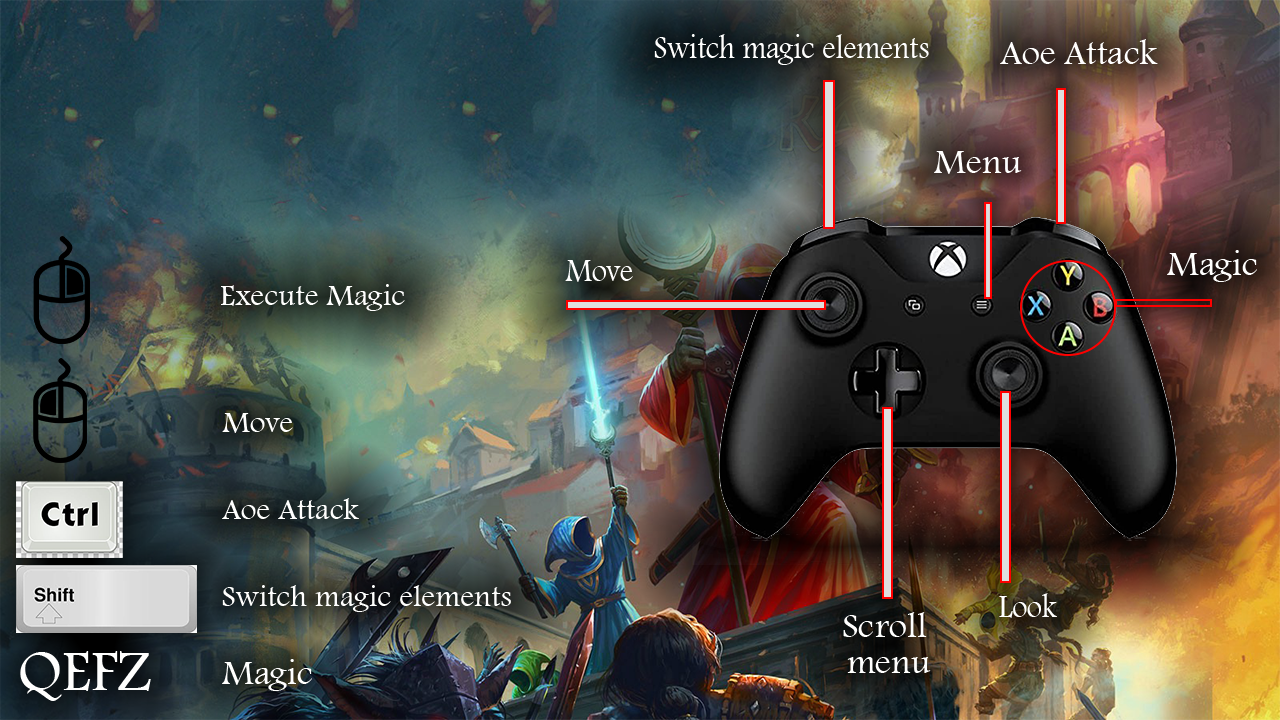 Switch magic elements
Aoe Attack
Menu
Move
Magic
Y
X
B
A
Execute Magic
Move
Ctrl
Aoe Attack
Shift
Switch magic elements
Look
Scroll
menu
QEFZ
Magic